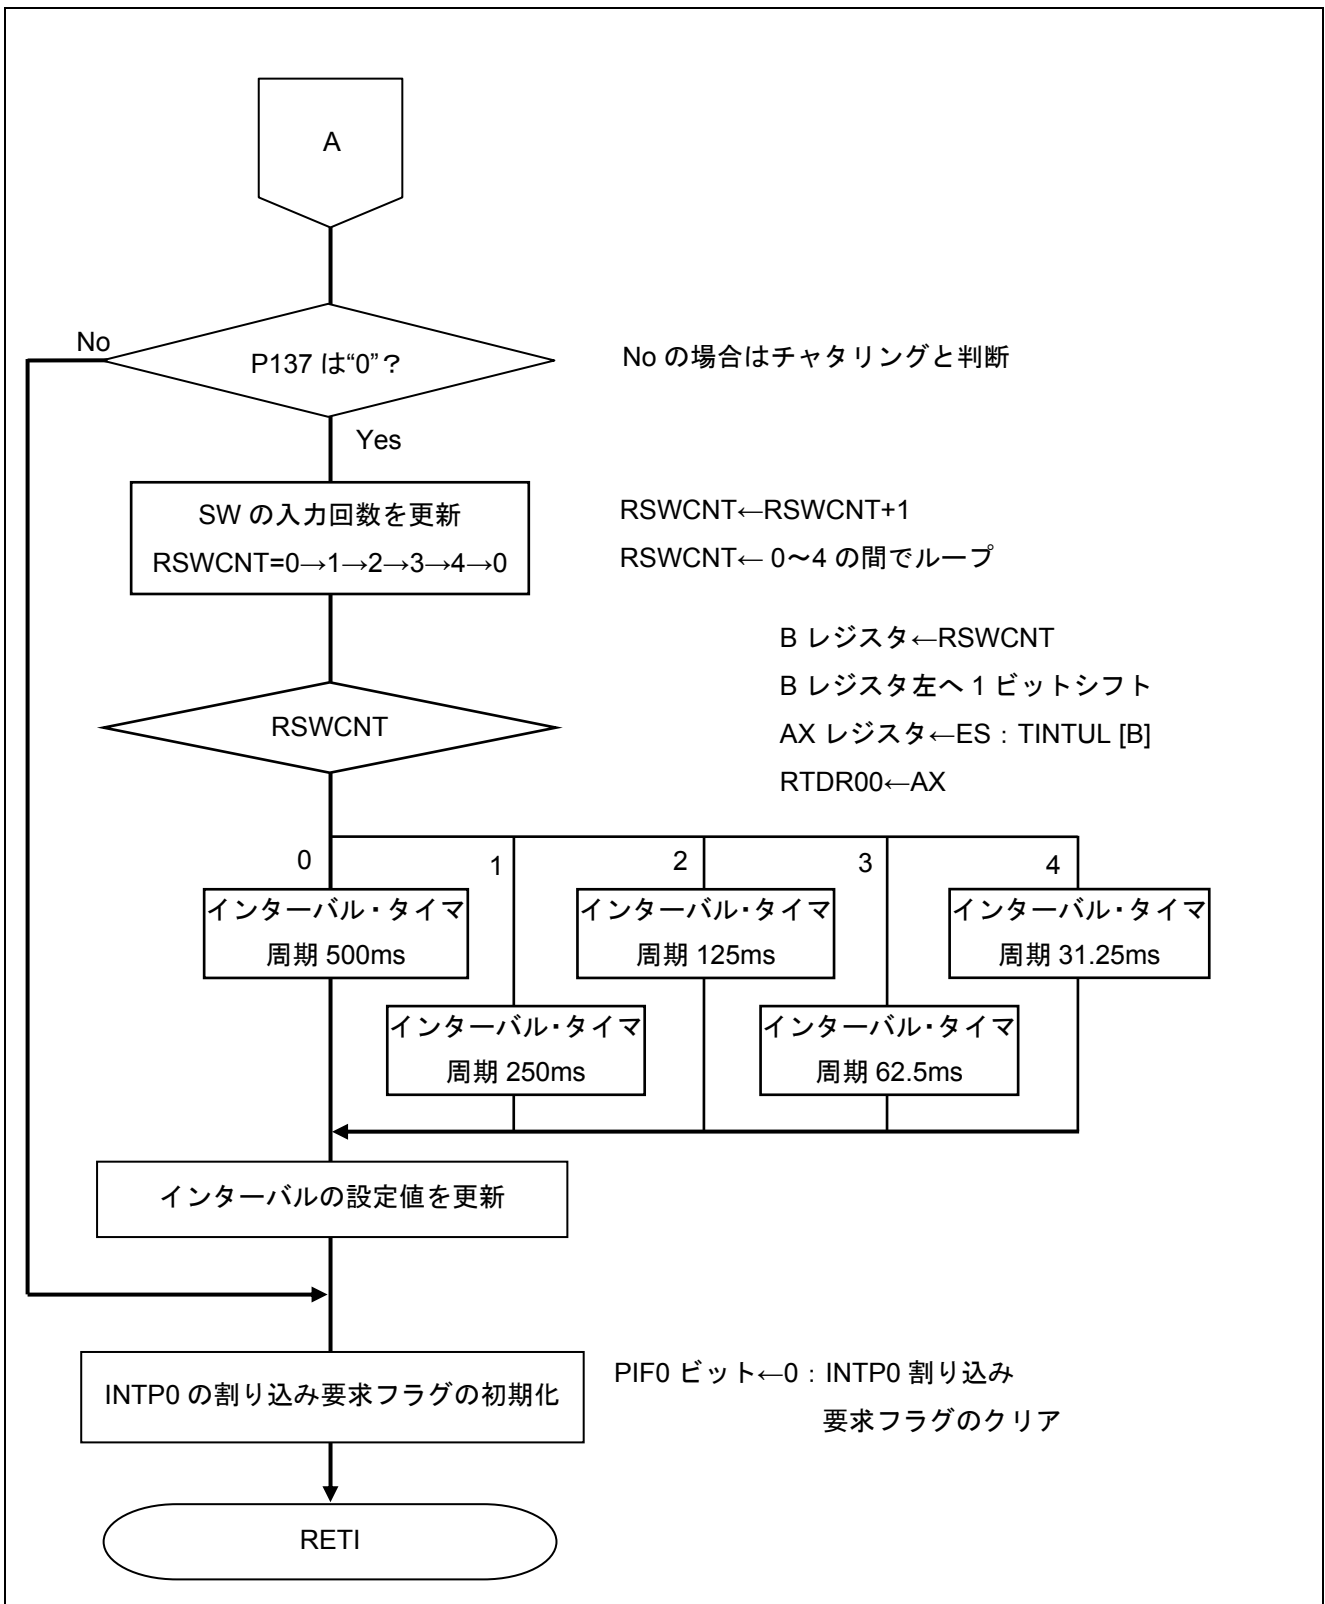 A
No
P137 は“0”？
No の場合はチャタリングと判断
Yes
SW の入力回数を更新
RSWCNT=0→1→2→3→4→0
RSWCNT←RSWCNT+1
RSWCNT← 0～4 の間でループ
B レジスタ←RSWCNT
B レジスタ左へ 1 ビットシフト
AX レジスタ←ES：TINTUL [B]
RTDR00←AX
RSWCNT
0
1
2
3
4
インターバル・タイマ
周期 500ms
インターバル・タイマ
周期 250ms
インターバル・タイマ
周期 125ms
インターバル・タイマ
周期 62.5ms
インターバル・タイマ
周期 31.25ms
インターバルの設定値を更新
INTP0 の割り込み要求フラグの初期化
PIF0 ビット←0：INTP0 割り込み
要求フラグのクリア
RETI